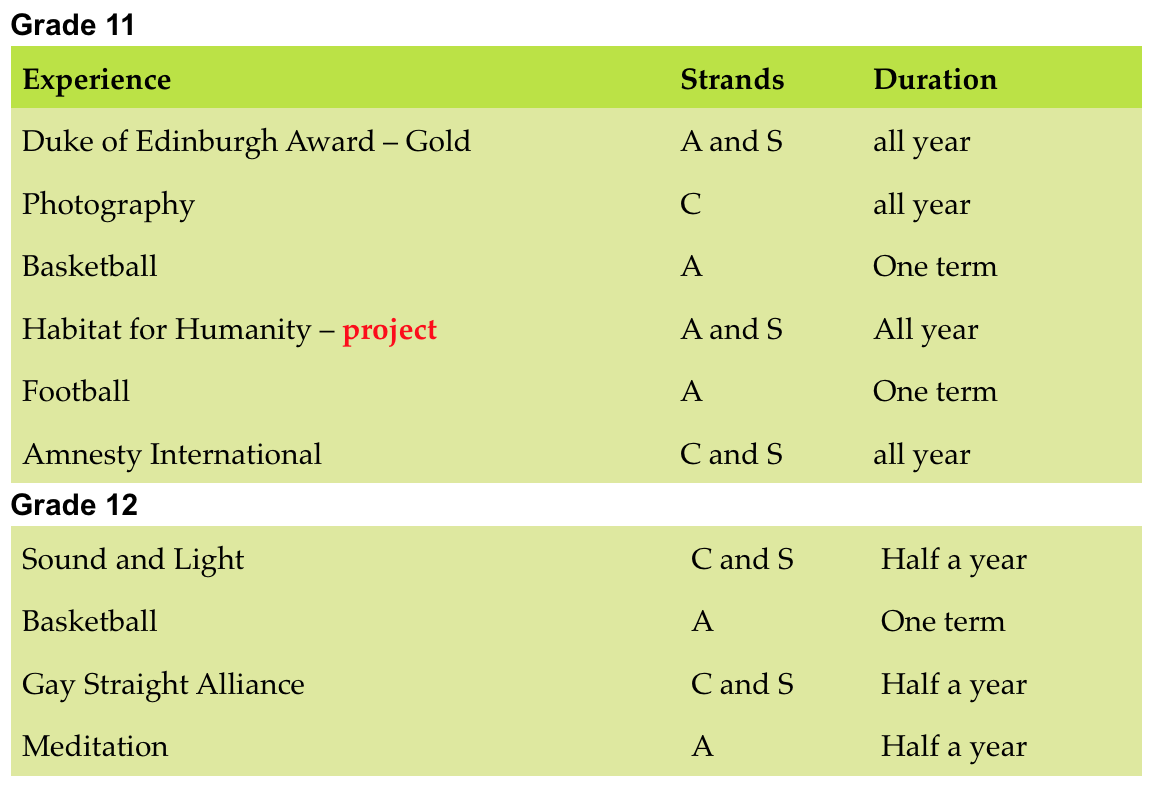 Grade 11
Experience Strands Duration
Duke of Edinburgh Award – Gold A and S all year
Photography C all year
Basketball A One term
Habitat for Humanity – project A and S All year
Football A One term
Amnesty International C and S all year
Grade 12
Sound and Light C and S Half a year
Basketball A One term
Gay Straight Alliance C and S Half a year
Meditation A Half a year